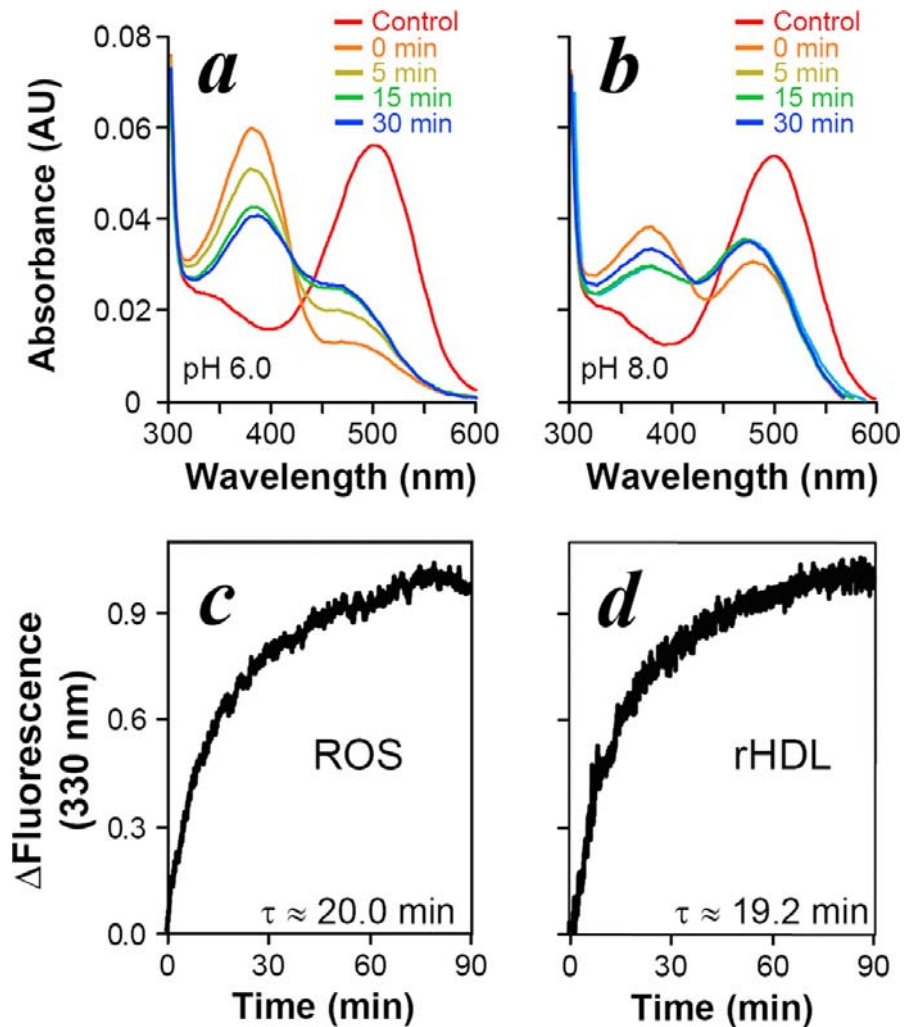 a
Control
0 min
5 min
15 min
30 min
pH 6.0
Absorbance (AU)
0.08
0.06
0.04
0.02
0
300 400 500 600
Wavelength (nm)
b
Control
0 min
5 min
15 min
30 min
pH 8.0
300 400 500 600
Wavelength (nm)
c
ROS
τ ≈ 20.0 min
ΔFluorescence
(330 nm)
0.9
0.6
0.3
0.0
0 30 60 90
Time (min)
d
rHDL
τ ≈ 19.2 min
0 30 60 90
Time (min)